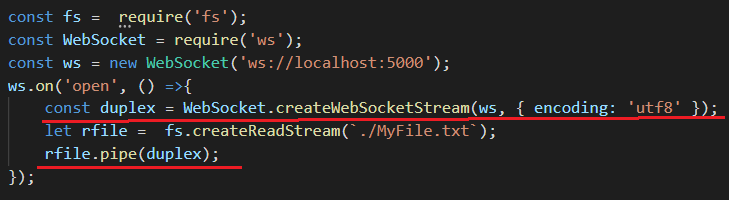 const fs =  require('fs');
const WebSocket = require('ws');
const ws = new WebSocket('ws://localhost:5000');
ws.on('open', () =>{
    const duplex = WebSocket.createWebSocketStream(ws, { encoding: 'utf8' });
    let rfile =  fs.createReadStream(`./MyFile.txt`);
    rfile.pipe(duplex);
});